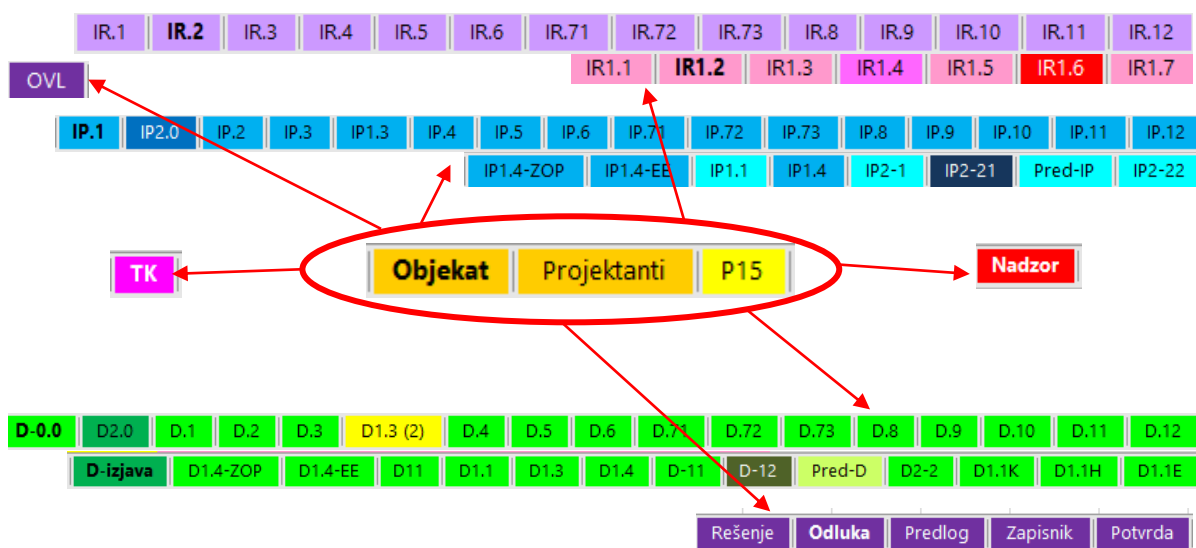 IR.1 IR.2 IR.3 IR.4 IR.5 IR.6 IR.71 IR.72 IR.73 IR.8 IR.9 IR.10 IR.11 IR.12
OVL IR1.1 IR1.2 IR1.3 IR1.4 IR1.5 IR1.6 IR1.7
IP.1 IP2.0 IP.2 IP.3 IP1.3 IP.4 IP.5 IP.6 IP.71 IP.72 IP.73 IP.8 IP.9 IP.10 IP.11 IP.12
IP1.4-ZOP IP1.4-EE IP1.1 IP1.4 IP2-1 IP2-21 Pred-IP IP2-22
TK Objekat Projektanti P15 Nadzor
D-0.0 D2.0 D.1 D.2 D.3 D1.3 (2) D.4 D.5 D.6 D.71 D.72 D.73 D.8 D.9 D.10 D.11 D.12
D-izjava D1.4-ZOP D1.4-EE D11 D1.1 D1.3 D1.4 D-11 D-12 Pred-D D2-2 D1.1K D1.1H D1.1E
Rešenje Odluka Predlog Zapisnik Potvrda